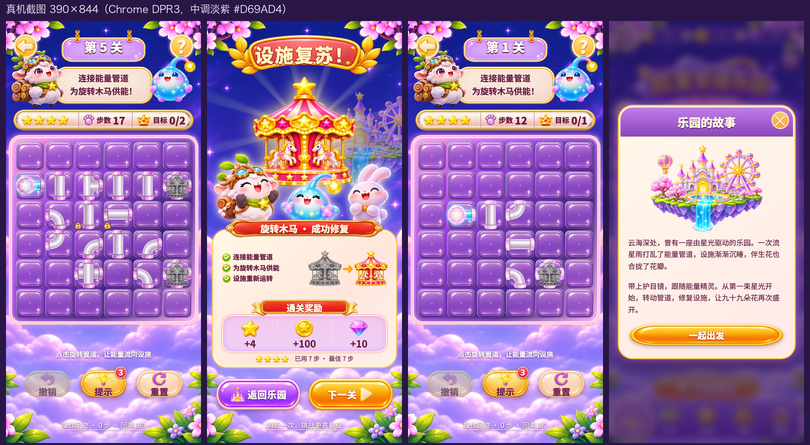 真机截图 390×844（Chrome DPR3，中调淡紫 #D69AD4）
第 5 关
?
连接能量管道
为旋转木马供能！
步数 17
目标 0/2
点击旋转管道，让能量流向设施
撤销
提示
3
重置
设施复苏！
旋转木马 · 成功修复
连接能量管道
为旋转木马供能
设施重新运转
通关奖励
+4
+100
+10
已用 7 步 · 最佳 7 步
返回乐园
下一关
第 1 关
?
连接能量管道
为旋转木马供能！
步数 12
目标 0/1
点击旋转管道，让能量流向设施
撤销
提示
3
重置
乐园的故事
云海深处，曾有一座由星光驱动的乐园。一次流
星雨打乱了能量管道，设施渐渐沉睡，伴生花也
合拢了花瓣。
带上护目镜，跟随能量精灵。从第一束星光开
始，转动管道，修复设施，让九十九朵花再次盛
开。
一起出发